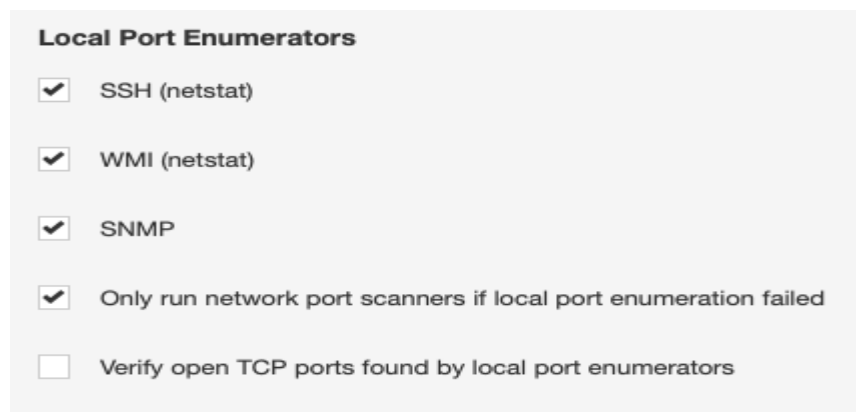 Local Port Enumerators
SSH (netstat)
WMI (netstat)
SNMP
Only run network port scanners if local port enumeration failed
Verify open TCP ports found by local port enumerators